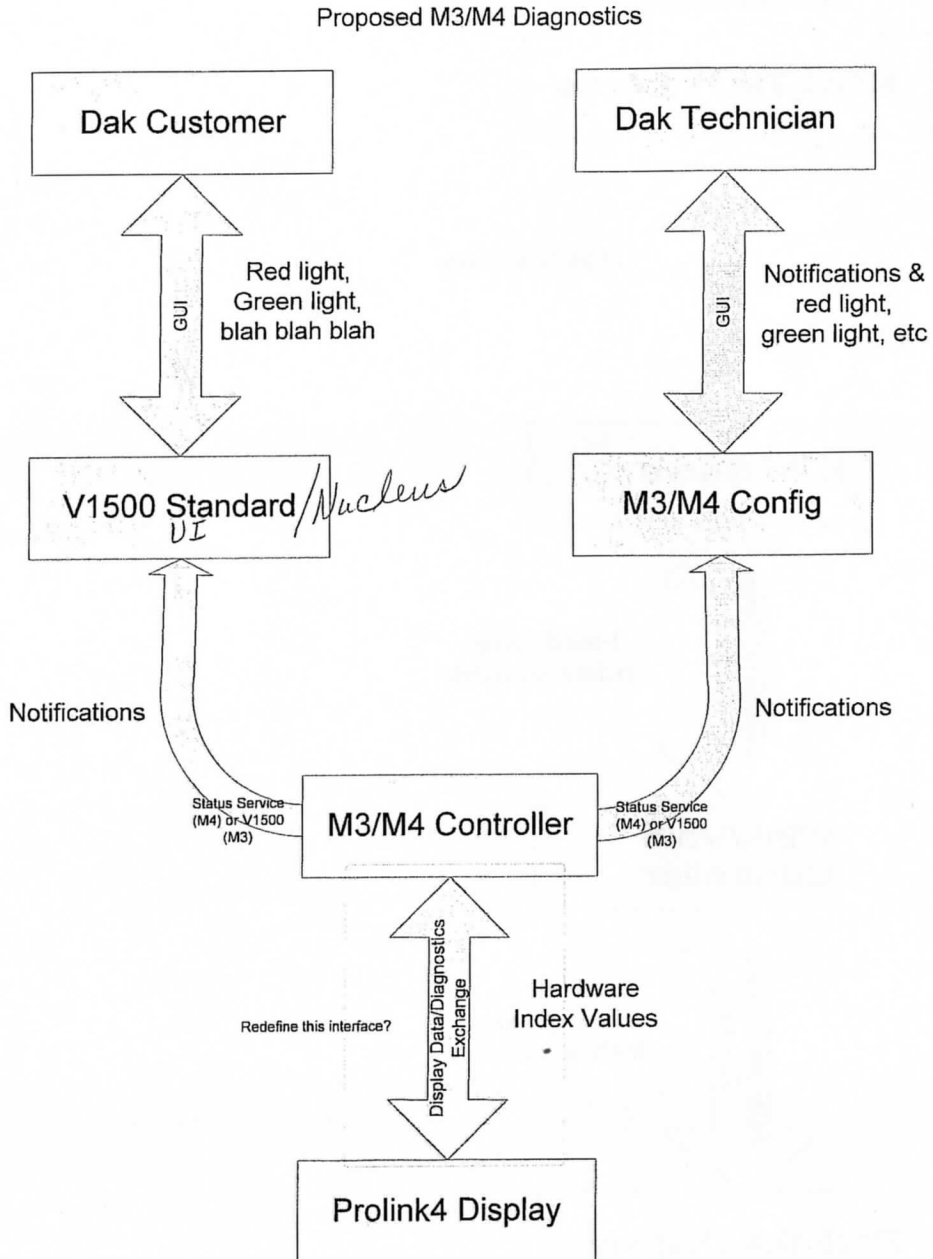 Proposed M3/M4 Diagnostics
Dak Customer
Dak Technician
GUI
Red light,
Green light,
blah blah blah
GUI
Notifications &
red light,
green light, etc
V1500 Standard /Nucleus
UI
M3/M4 Config
Notifications
Notifications
Status Service
(M4) or V1500
(M3)
M3/M4 Controller
Status Service
(M4) or V1500
(M3)
Redefine this interface?
Display Data/Diagnostics
Exchange
Hardware
Index Values
Prolink4 Display